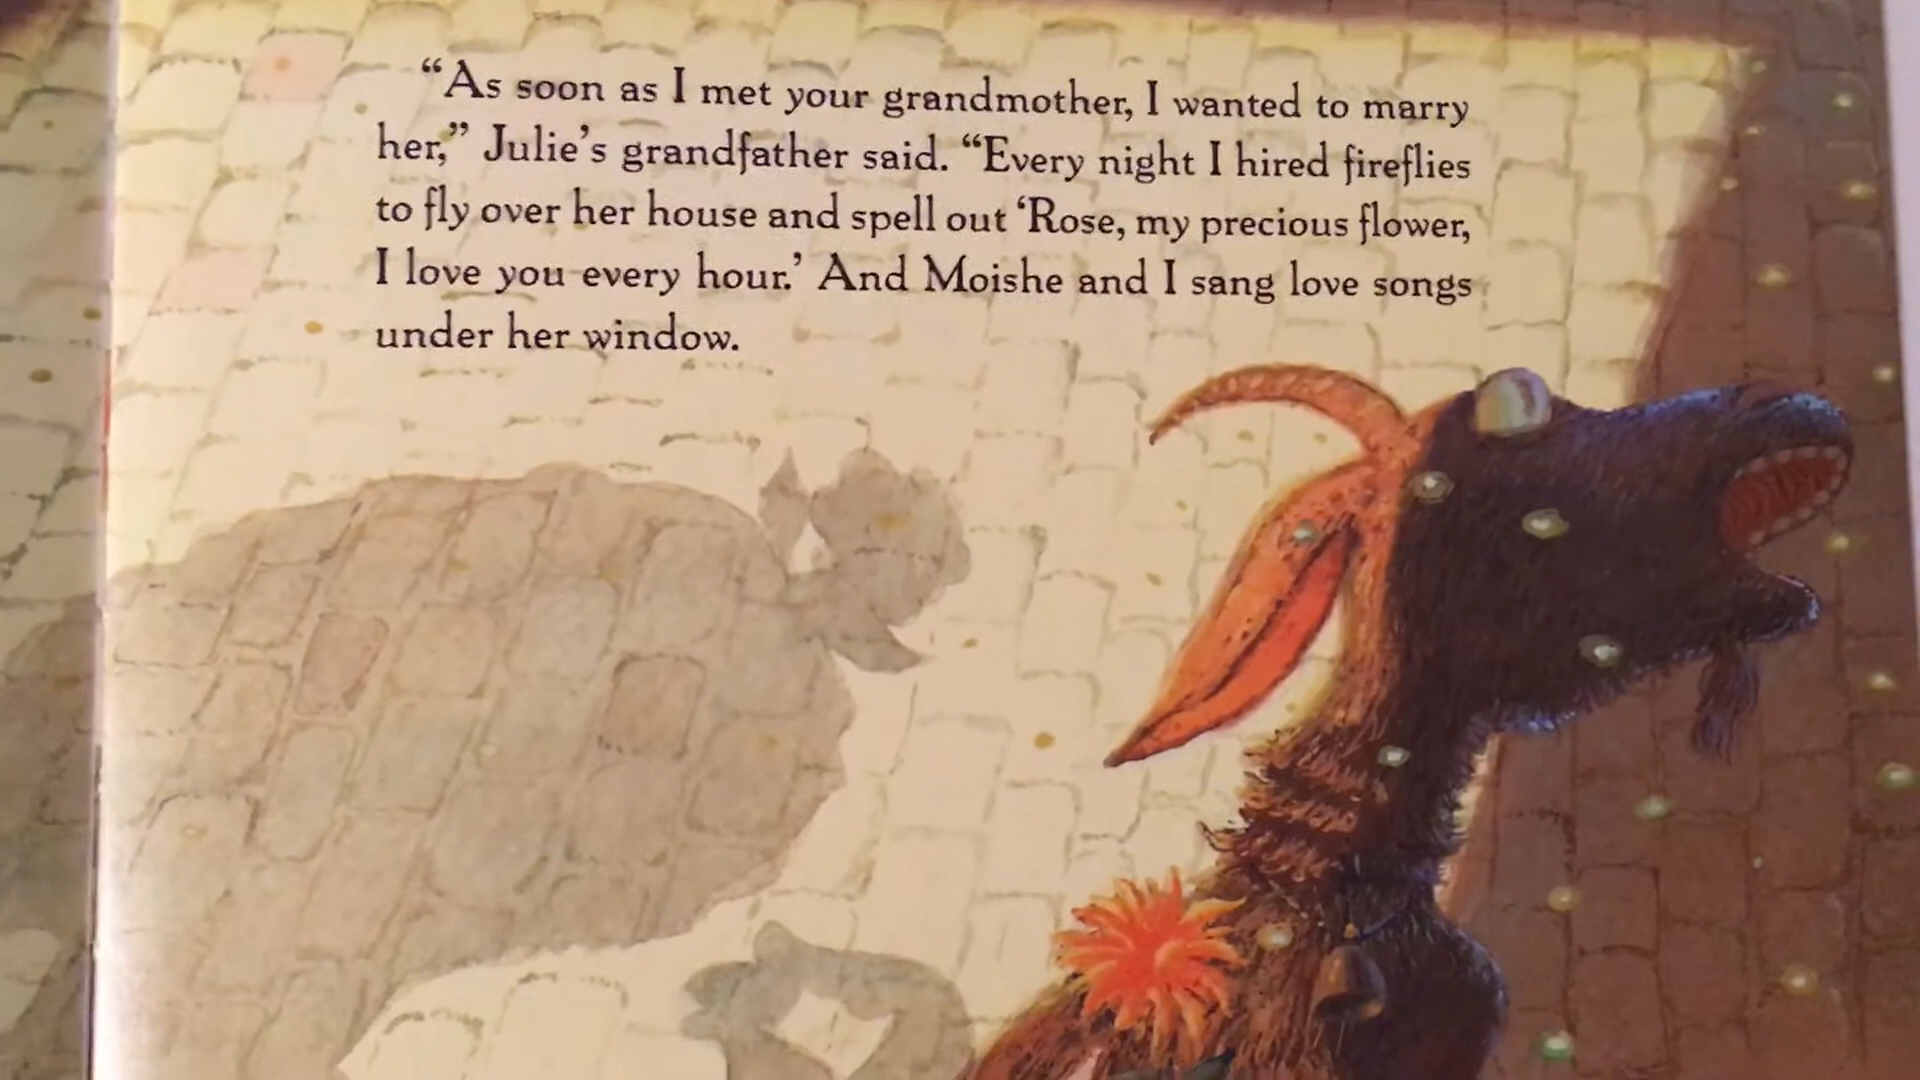 “As soon as I met your grandmother, I wanted to marry
her,” Julie’s grandfather said. “Every night I hired fireflies
to fly over her house and spell out ‘Rose, my precious flower,
I love you every hour.’ And Moishe and I sang love songs
under her window.